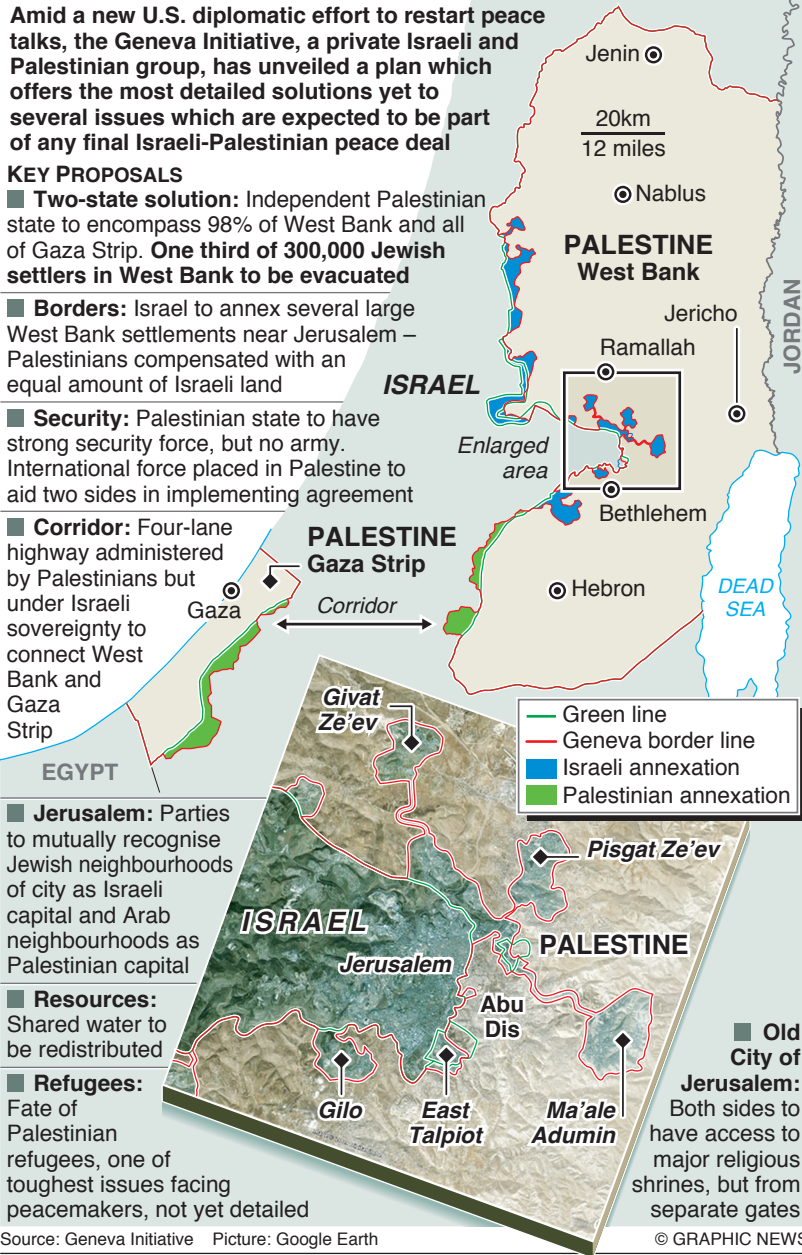 Amid a new U.S. diplomatic effort to restart peace
talks, the Geneva Initiative, a private Israeli and
Palestinian group, has unveiled a plan which
offers the most detailed solutions yet to
several issues which are expected to be part
of any final Israeli-Palestinian peace deal
KEY PROPOSALS
■ Two-state solution: Independent Palestinian
state to encompass 98% of West Bank and all
of Gaza Strip. One third of 300,000 Jewish
settlers in West Bank to be evacuated
■ Borders: Israel to annex several large
West Bank settlements near Jerusalem –
Palestinians compensated with an
equal amount of Israeli land
■ Security: Palestinian state to have
strong security force, but no army.
International force placed in Palestine to
aid two sides in implementing agreement
■ Corridor: Four-lane
highway administered
by Palestinians but
under Israeli
sovereignty to
connect West
Bank and
Gaza
Strip
Jenin
20km
12 miles
Nablus
PALESTINE
West Bank
JORDAN
Jericho
Ramallah
ISRAEL
Enlarged
area
Bethlehem
PALESTINE
Gaza Strip
Gaza
Corridor
Hebron
DEAD
SEA
EGYPT
Green line
Geneva border line
Israeli annexation
Palestinian annexation
Givat
Ze'ev
Pisgat Ze'ev
ISRAEL
Jerusalem
PALESTINE
Abu
Dis
Gilo
East
Talpiot
Ma'ale
Adumin
■ Jerusalem: Parties
to mutually recognise
Jewish neighbourhoods
of city as Israeli
capital and Arab
neighbourhoods as
Palestinian capital
■ Resources:
Shared water to
be redistributed
■ Refugees:
Fate of
Palestinian
refugees, one of
toughest issues facing
peacemakers, not yet detailed
■ Old
City of
Jerusalem:
Both sides to
have access to
major religious
shrines, but from
separate gates
Source: Geneva Initiative Picture: Google Earth
© GRAPHIC NEWS